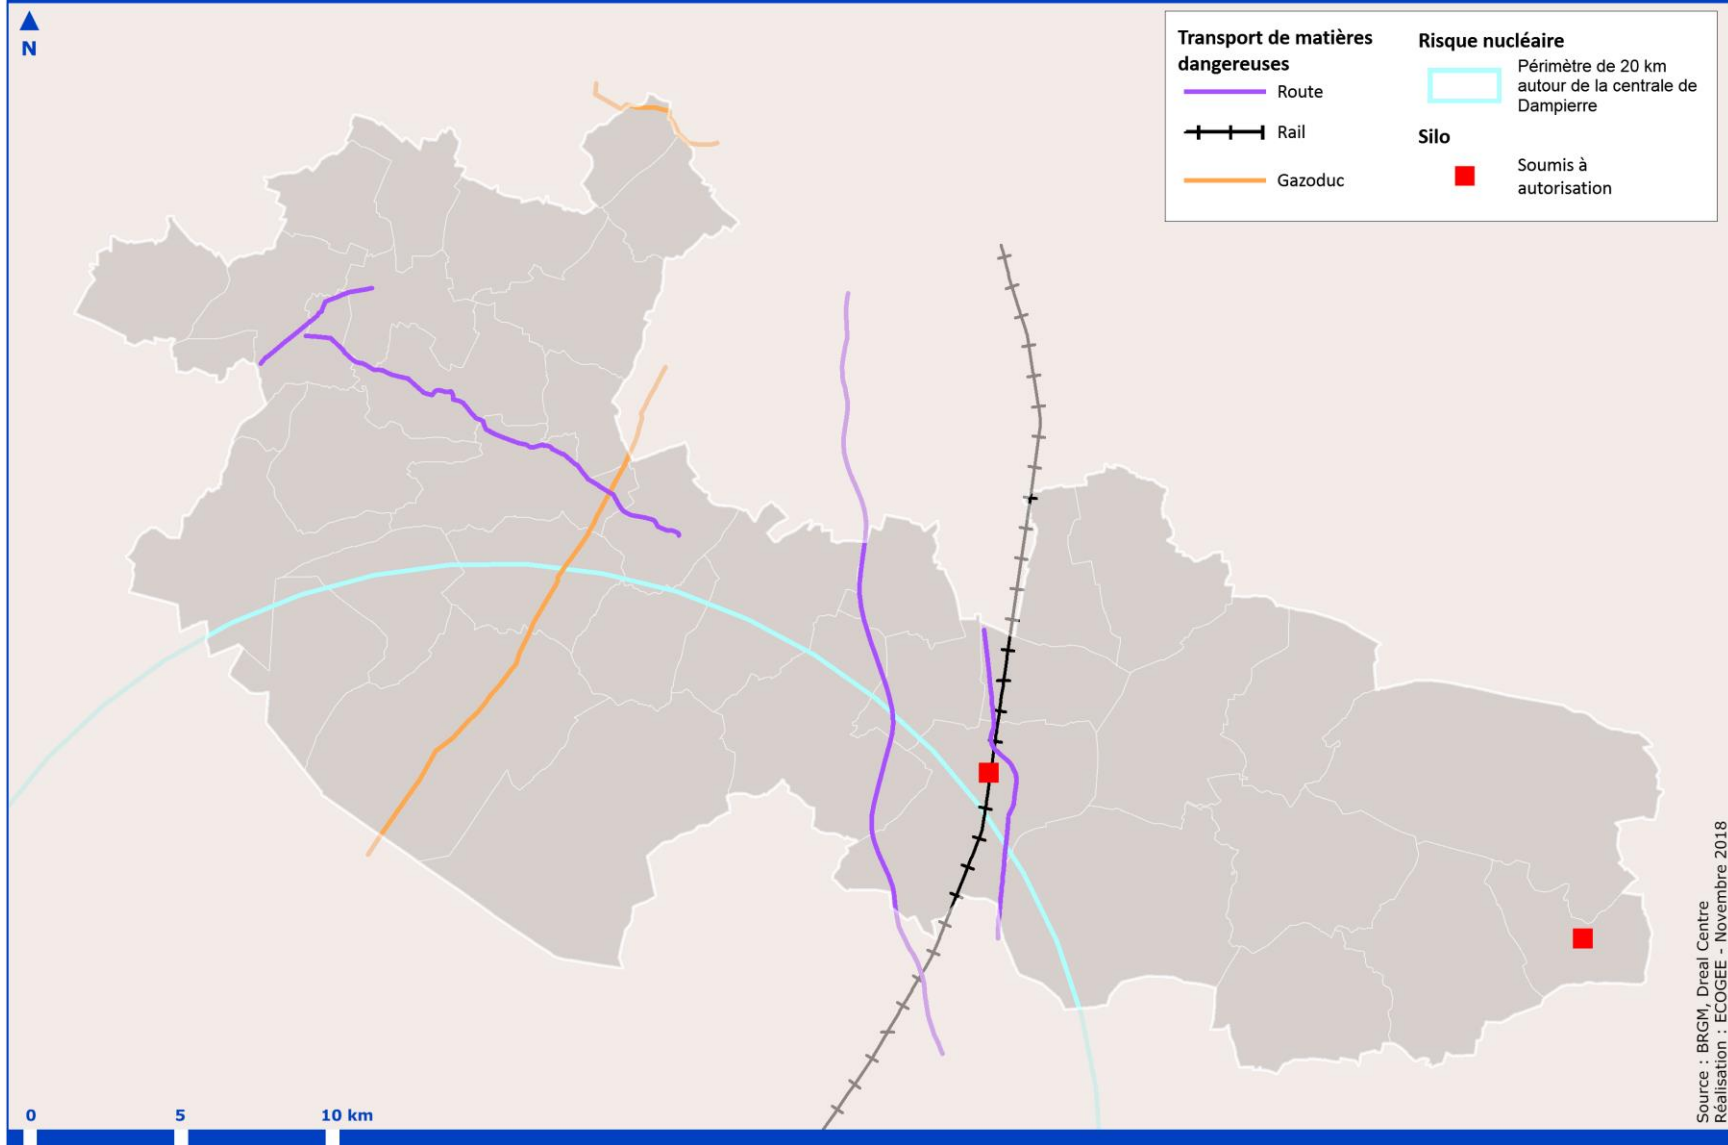 N
Transport de matières
dangereuses
Route
Rail
Gazoduc
Risque nucléaire
Périmètre de 20 km
autour de la centrale de
Dampierre
Silo
Soumis à
autorisation
0 5 10 km
Source : BRGM, Dreal Centre
Réalisation : ECOGEE - Novembre 2018